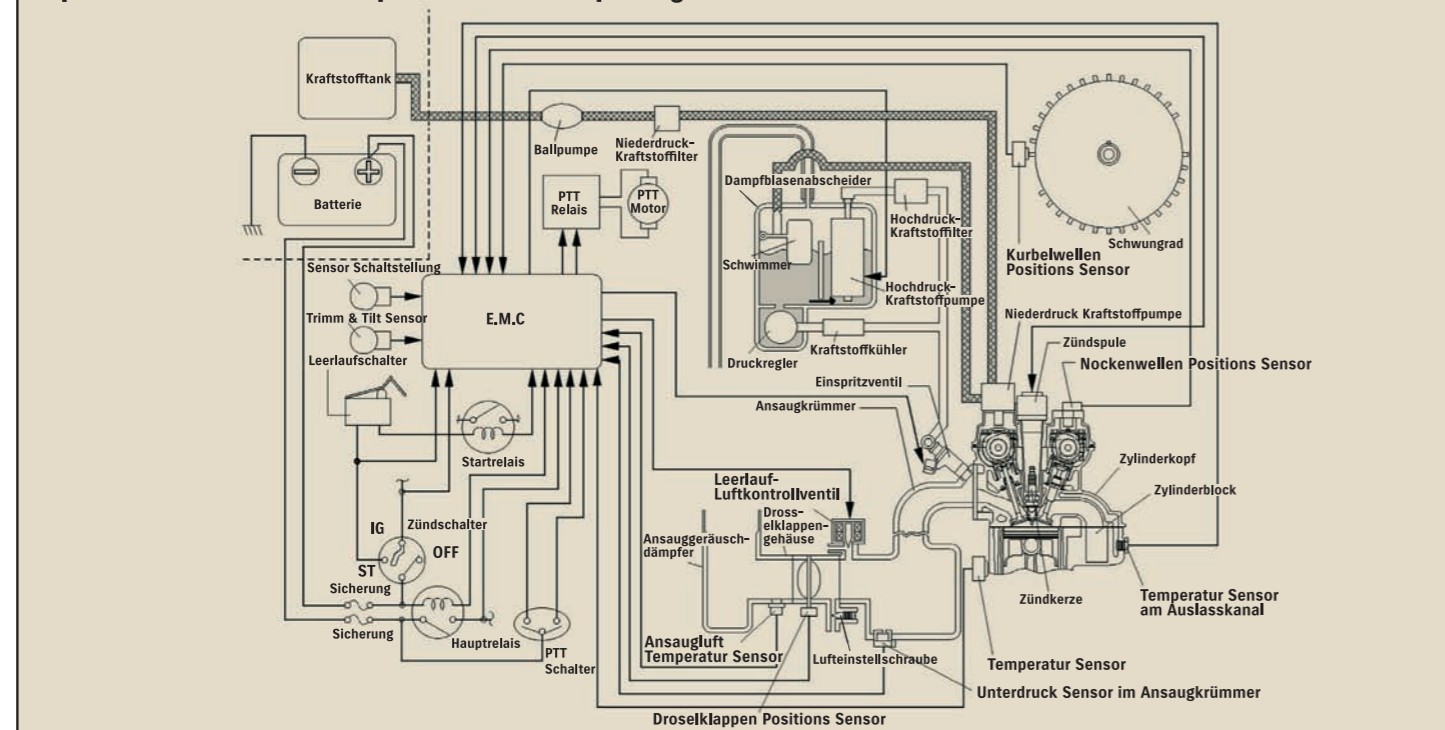 Kraftstofftank
Ballpumpe
Niederdruck-
Kraftstoffilter
Batterie
PTT
Relais
PTT
Motor
Dampfblasenabscheider
Hochdruck-
Kraftstoffilter
Schwimmer
Hochdruck-
Kraftstoffpumpe
Schwungrad
Kurbelwellen
Positions Sensor
Sensor Schaltstellung
Trimm & Tilt Sensor
E.M.C
Leerlaufschalter
Druckregler
Kraftstoffkühler
Niederdruck Kraftstoffpumpe
Zündspule
Nockenwellen Positions Sensor
Einspritzventil
Ansaugkrümmer
Startrelais
Zylinderkopf
Zylinderblock
Leerlauf-
Luftkontrollventil
Dross-
elklappen-
gehäuse
Ansauggeräusch-
dämpfer
IG
Zündschalter
OFF
ST
Sicherung
Sicherung
Hauptrelais
PTT
Schalter
Ansaugluft
Temperatur Sensor
Lufteinstellschraube
Zündkerze
Temperatur Sensor
am Auslasskanal
Temperatur Sensor
Unterdruck Sensor im Ansaugkrümmer
Droselklappen Positions Sensor